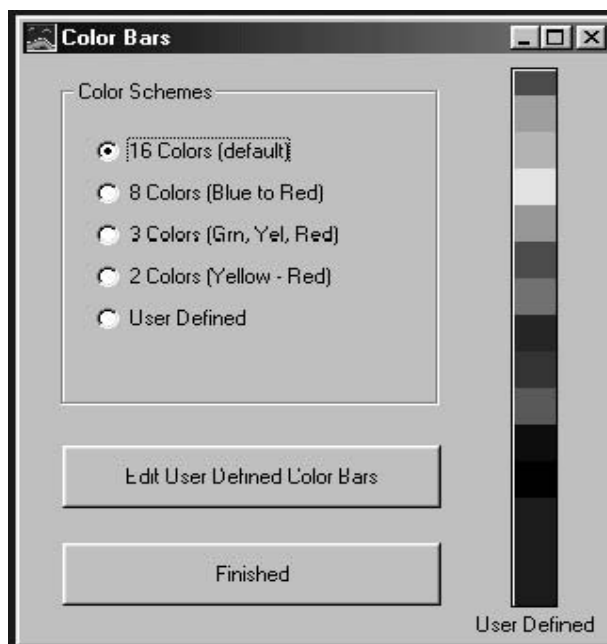 Color Bars
Color Schemes
16 Colors (default)
8 Colors (Blue to Red)
3 Colors (Grn, Yel, Red)
2 Colors (Yellow - Red)
User Defined
Edit User Defined Color Bars
Finished
User Defined